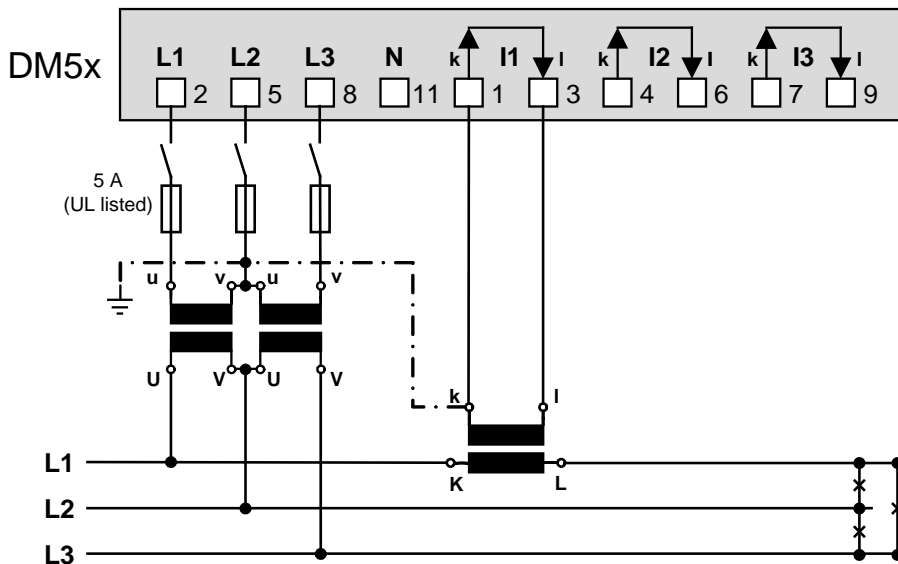 DM5x
L1 L2 L3 N k I1 l k I2 l k I3 l
2 5 8 11 1 3 4 6 7 9
5 A
(UL listed)
u v u v
U V U V
k l
L1
K L
L2
L3